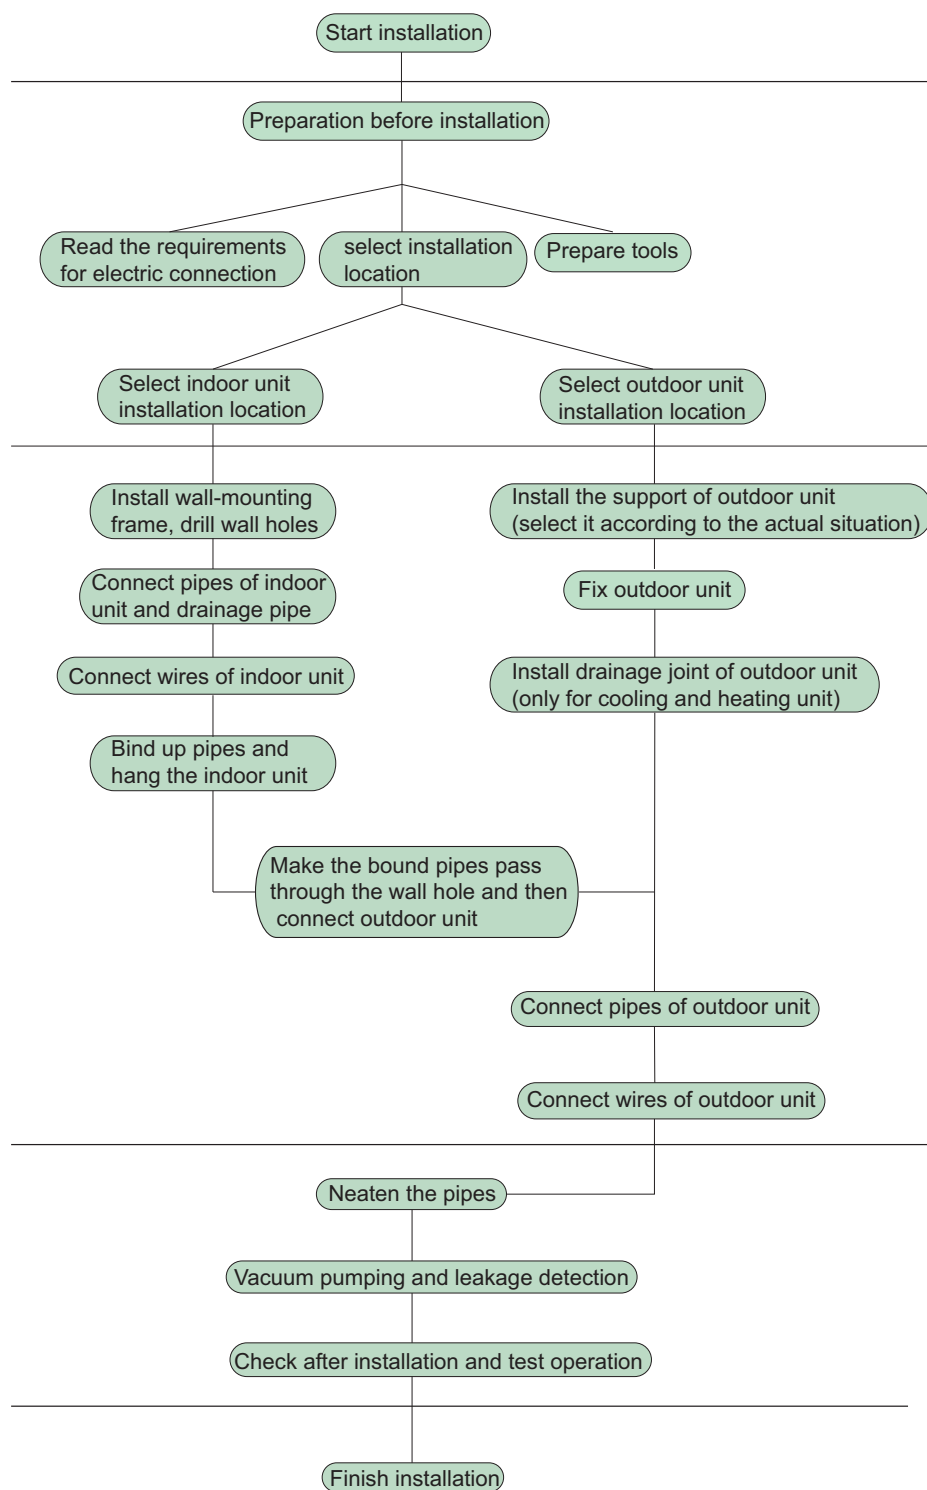 Start installation
Preparation before installation
Read the requirements
for electric connection
select installation
location
Prepare tools
Select indoor unit
installation location
Select outdoor unit
installation location
Install wall-mounting
frame, drill wall holes
Install the support of outdoor unit
(select it according to the actual situation)
Connect pipes of indoor
unit and drainage pipe
Fix outdoor unit
Connect wires of indoor unit
Install drainage joint of outdoor unit
(only for cooling and heating unit)
Bind up pipes and
hang the indoor unit
Make the bound pipes pass
through the wall hole and then
connect outdoor unit
Connect pipes of outdoor unit
Connect wires of outdoor unit
Neaten the pipes
Vacuum pumping and leakage detection
Check after installation and test operation
Finish installation